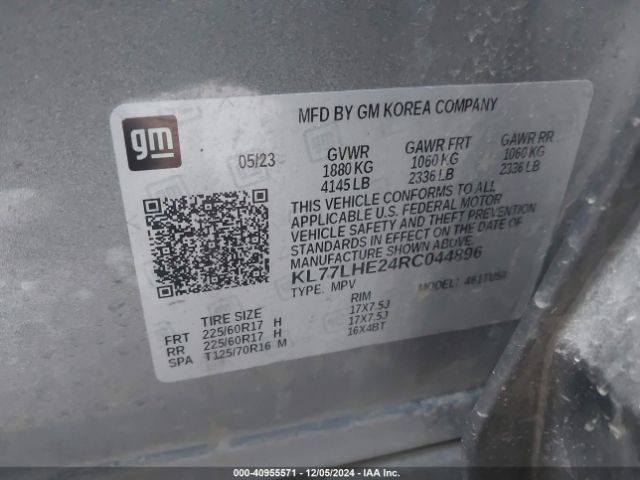 gm
MFD BY GM KOREA COMPANY
05/23
GVWR GAWR FRT GAWR RR
1880 KG 1060 KG 1060 KG
4145 LB 2336 LB 2336 LB
THIS VEHICLE CONFORMS TO ALL
APPLICABLE U.S. FEDERAL MOTOR
VEHICLE SAFETY AND THEFT PREVENTION
STANDARDS IN EFFECT ON THE DATE OF
MANUFACTURE SHOWN ABOVE.
KL77LHE24RC044896
TYPE: MPV MODEL:
TIRE SIZE RIM
FRT 225/60R17 H 17X7.5J
RR 225/60R17 H 17X7.5J
SPA T125/70R16 M 16X4BT
000-40955571 — 12/05/2024 — IAA Inc.